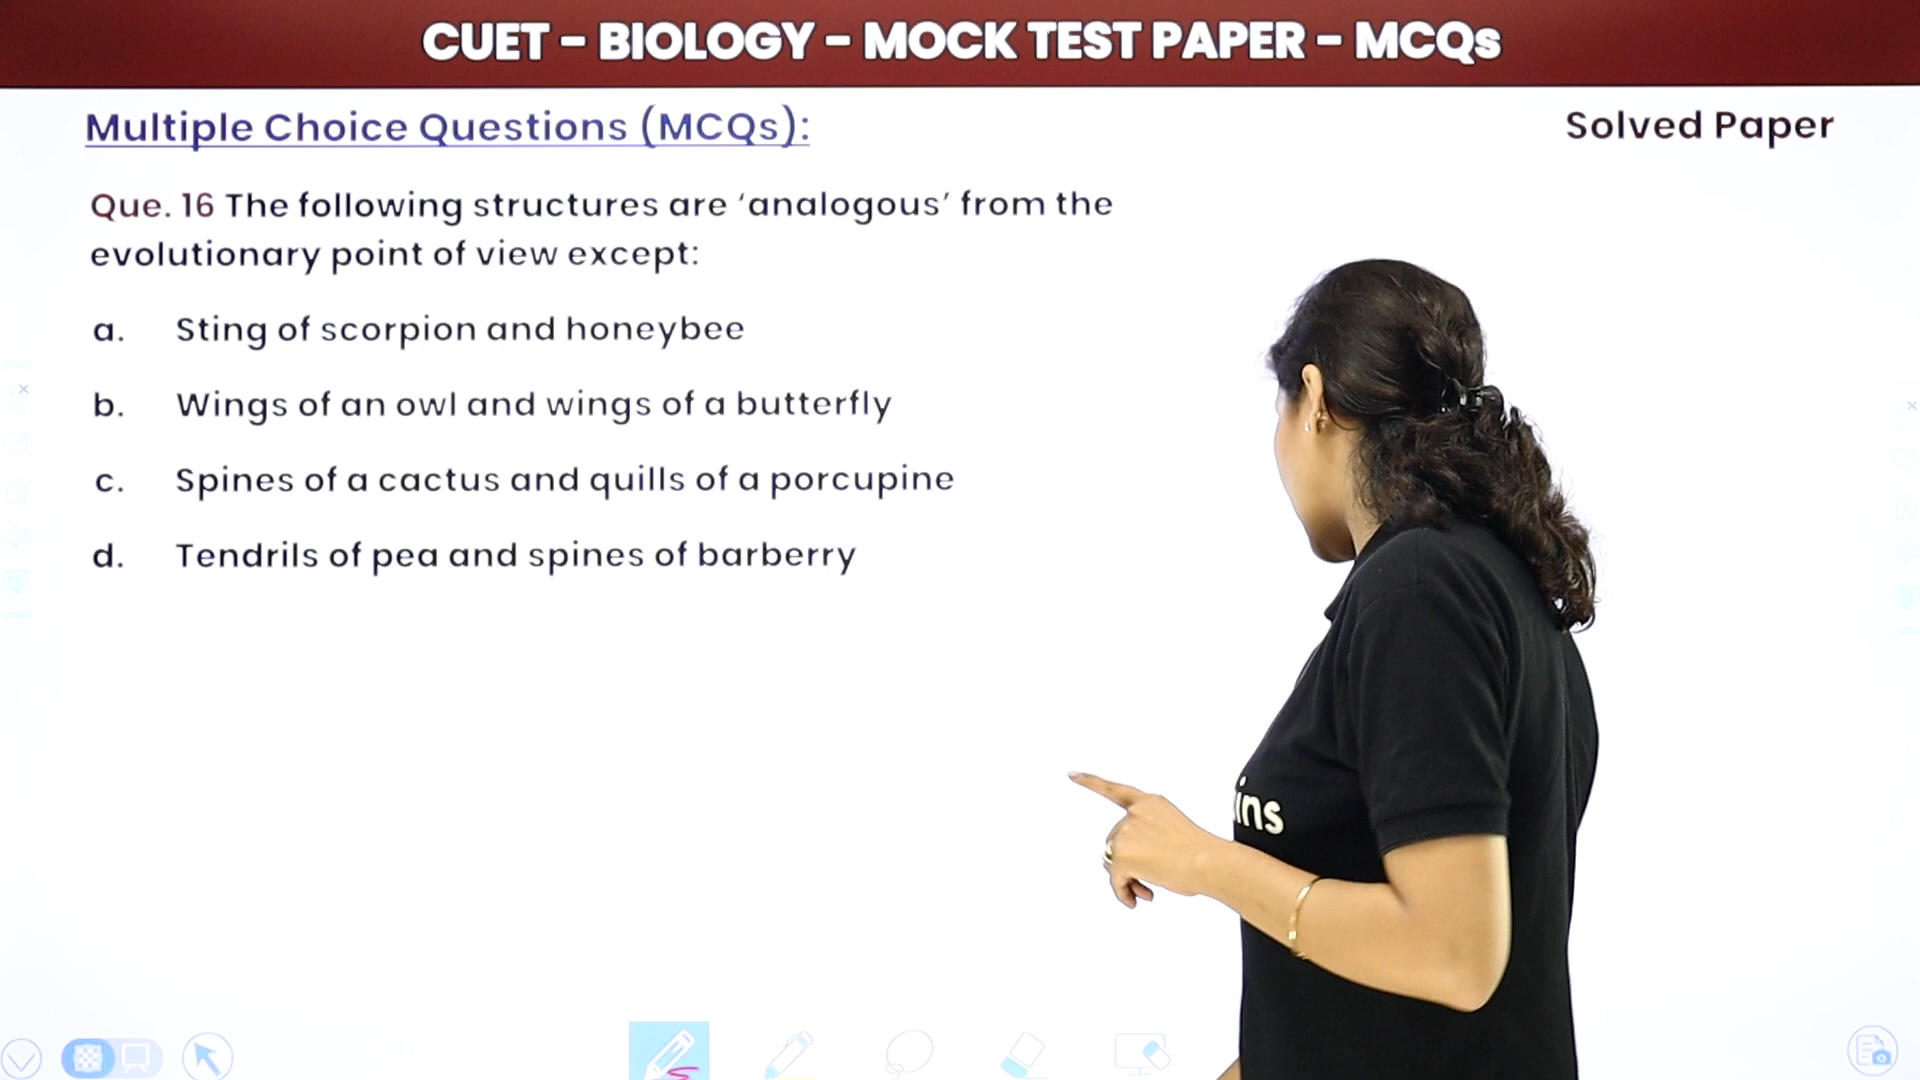 CUET - BIOLOGY - MOCK TEST PAPER - MCQs
Multiple Choice Questions (MCQs):
Solved Paper
Que. 16 The following structures are ‘analogous’ from the
evolutionary point of view except:
a. Sting of scorpion and honeybee
b. Wings of an owl and wings of a butterfly
c. Spines of a cactus and quills of a porcupine
d. Tendrils of pea and spines of barberry
ins